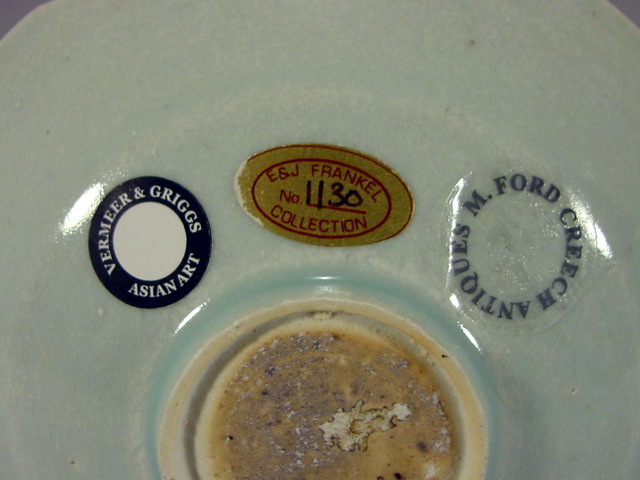 VERMEER & GRIGGS
ASIAN ART
E&J FRANKEL
No. 1130
COLLECTION
M. FORD CREECH ANTIQUES